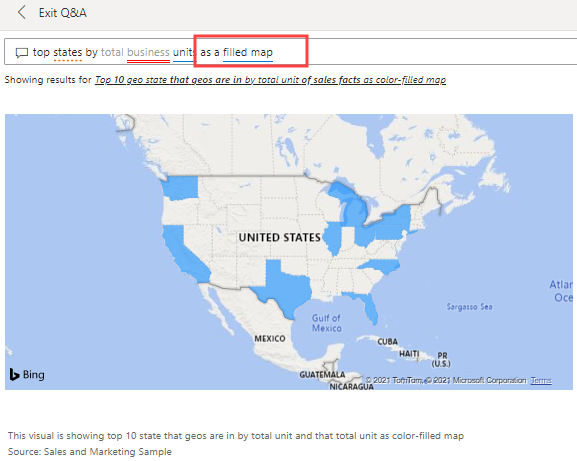 Exit Q&A
top states by total business units as a filled map
Showing results for Top 10 geo state that geos are in by total unit of sales facts as color-filled map
UNITED STATES
Atlan
Oce
Sargasso Sea
Gulf of
Mexico
MEXICO
CUBA
HAITI
PR
(U.S.)
GUATEMALA
NICARAGUA
Bing
© 2021 TomTom, © 2021 Microsoft Corporation Terms
This visual is showing top 10 state that geos are in by total unit and that total unit as color-filled map
Source: Sales and Marketing Sample